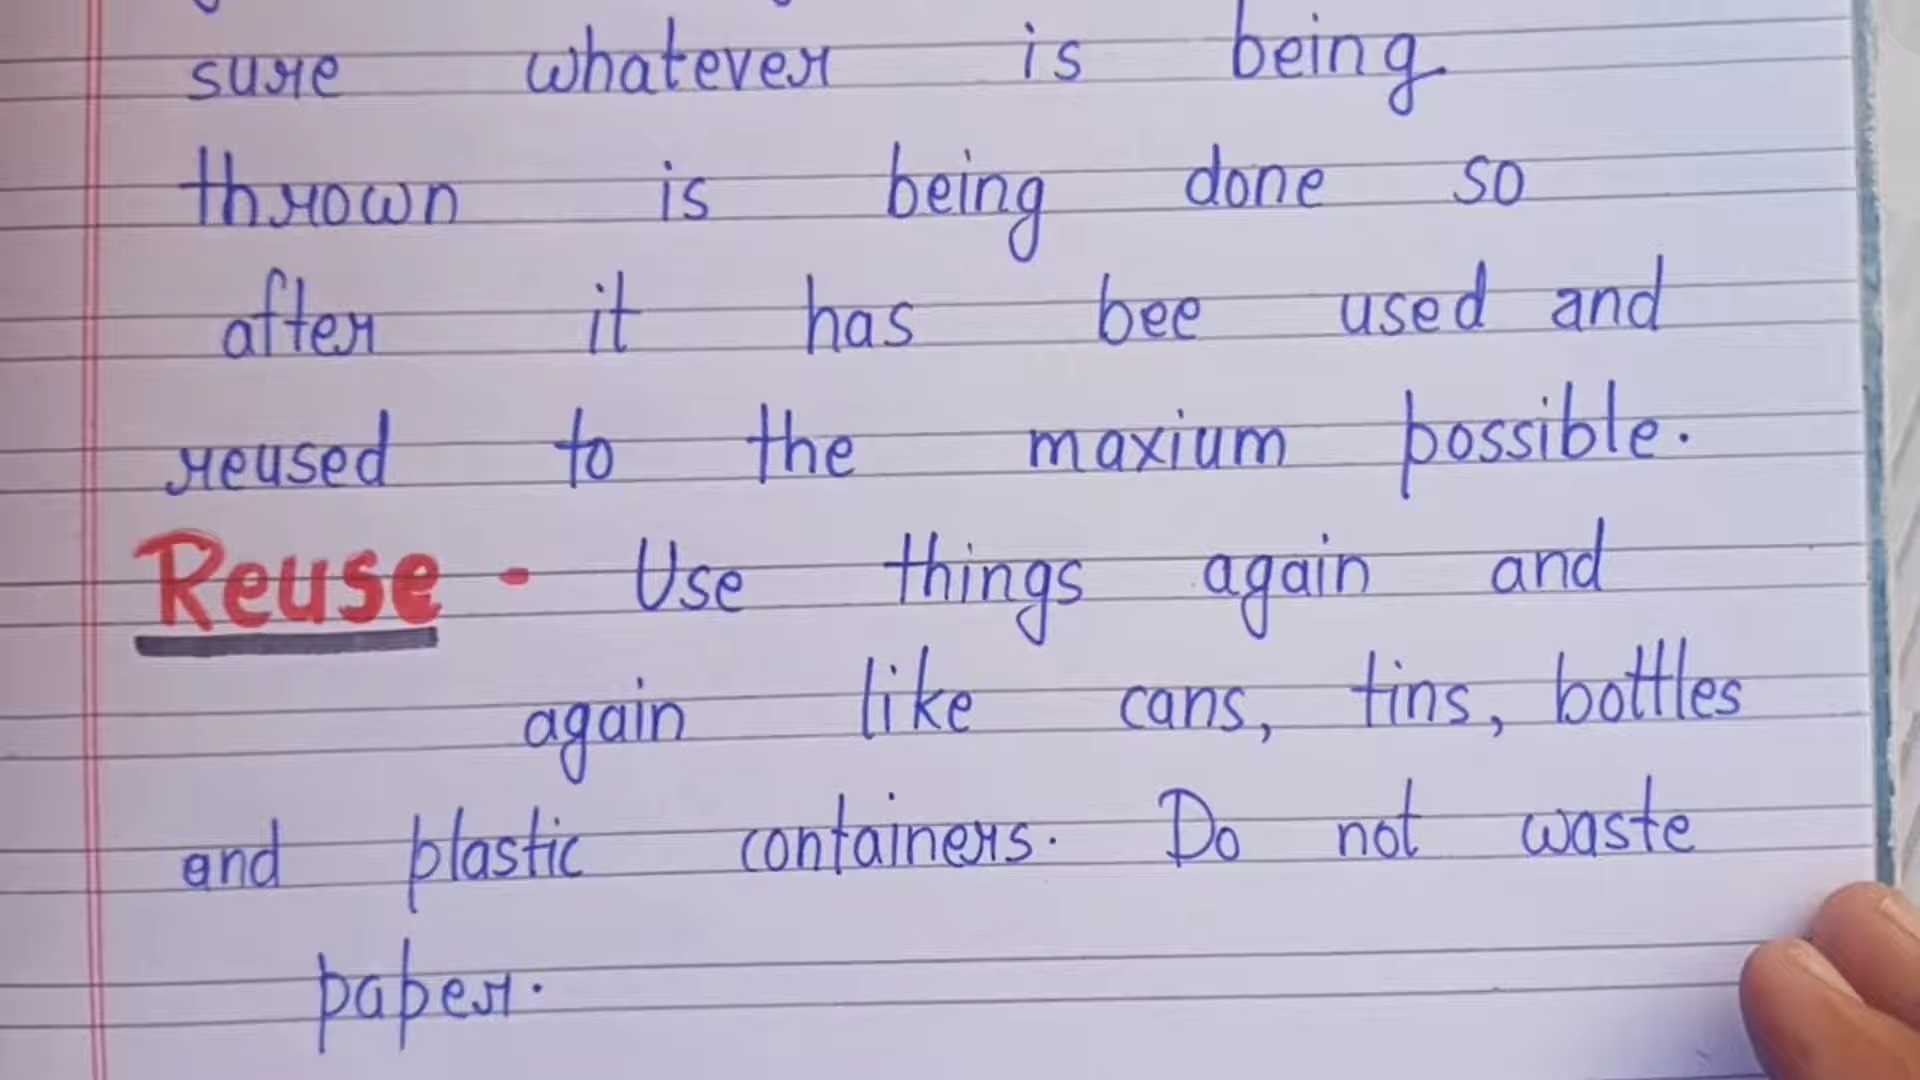 sure whatever is being
thrown is being done so
after it has bee used and
reused to the maxium possible.
Reuse - Use things again and
again like cans, tins, bottles
and plastic containers. Do not waste
paper.